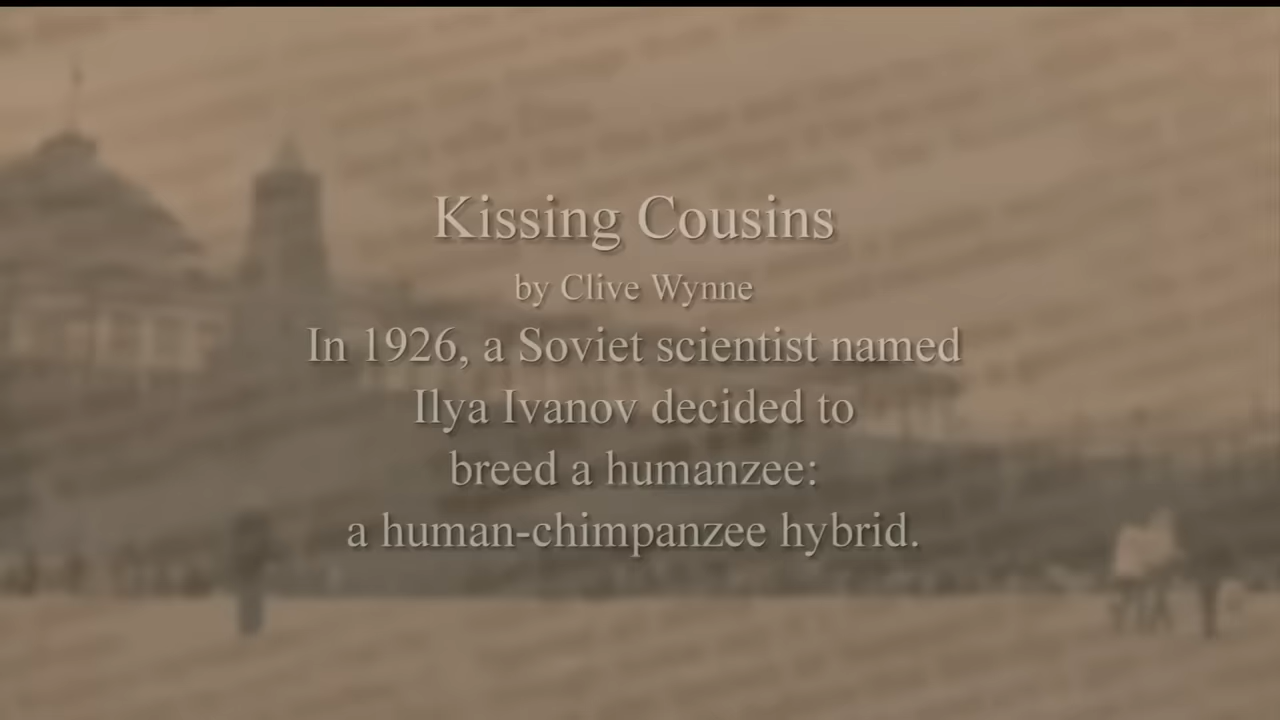 Kissing Cousins
by Clive Wynne
In 1926, a Soviet scientist named
Ilya Ivanov decided to
breed a humanzee:
a human-chimpanzee hybrid.